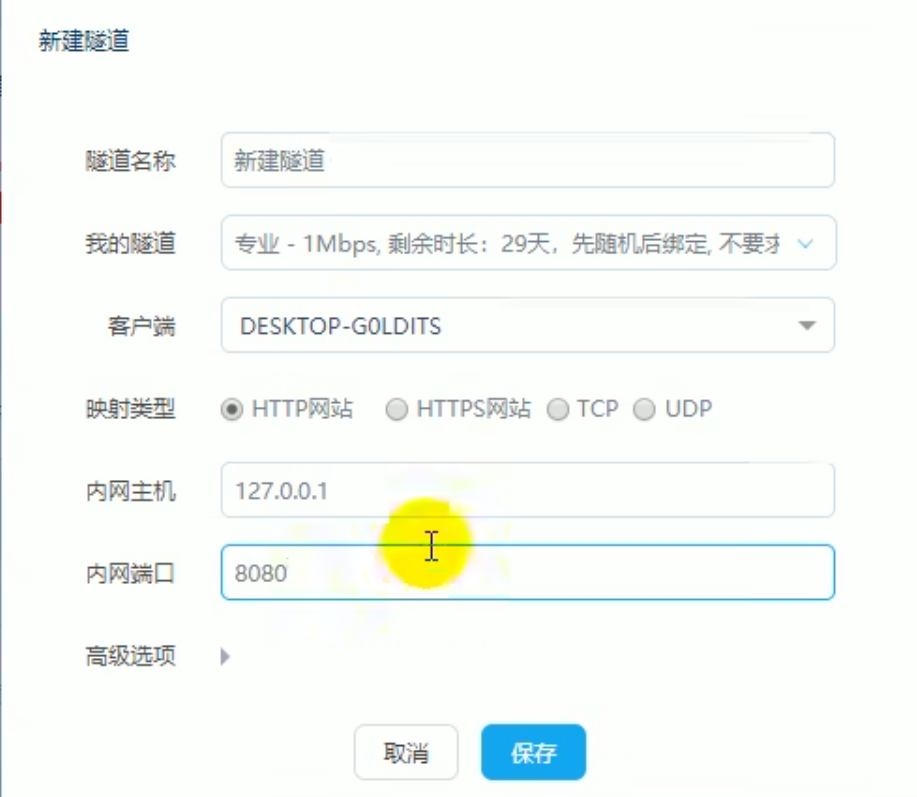 新建隧道
隧道名称 新建隧道
我的隧道 专业 - 1Mbps, 剩余时长：29天，先随机后绑定, 不要求
客户端 DESKTOP-G0LDITS
映射类型 HTTP网站 HTTPS网站 TCP UDP
内网主机 127.0.0.1
内网端口 8080
高级选项
取消 保存